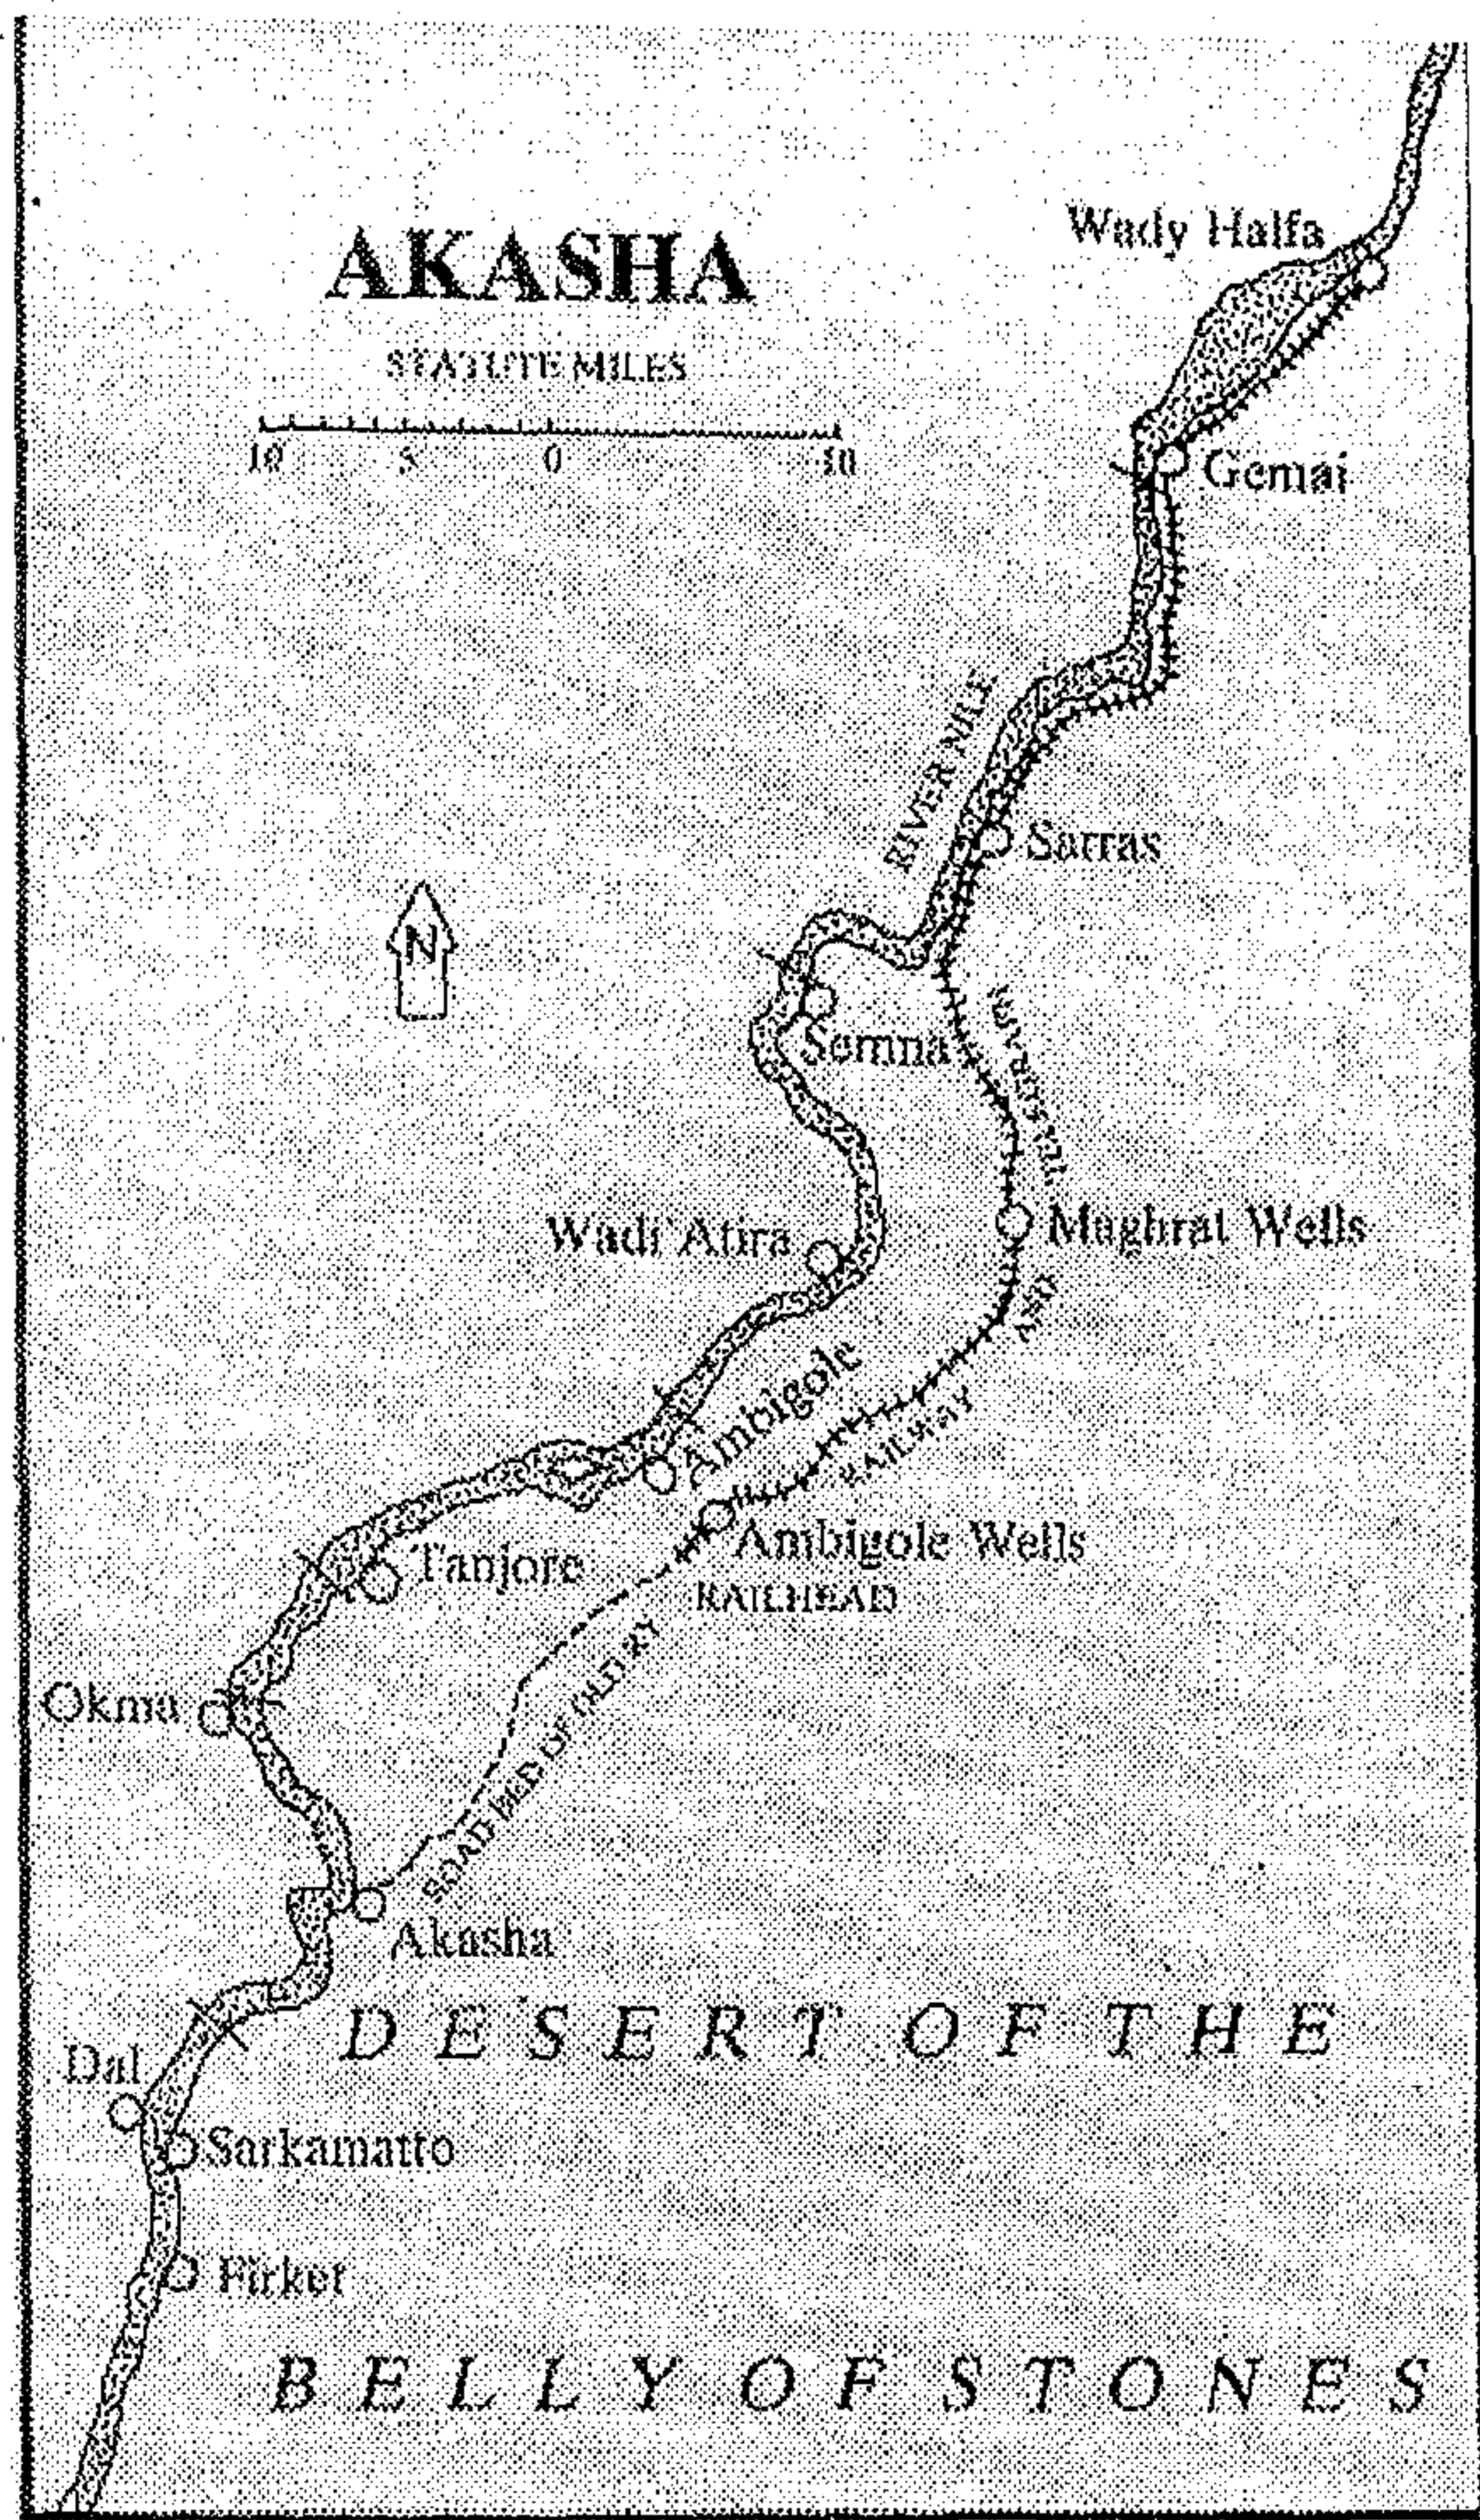 Wady Halfa
AKASHA
STATUTE MILES
10 5 0 10
Gemai
RIVER NILE
Sarras
N
Semna
Wadi Atira
Mughrat Wells
AND
Ambigole
RAILWAY
Ambigole Wells
Tanjore
RAILHEAD
ROAD BED OF OLD RY
Okma
Akasha
DESERT OF THE
Dal
Sarkamatto
Firket
BELLY OF STONES